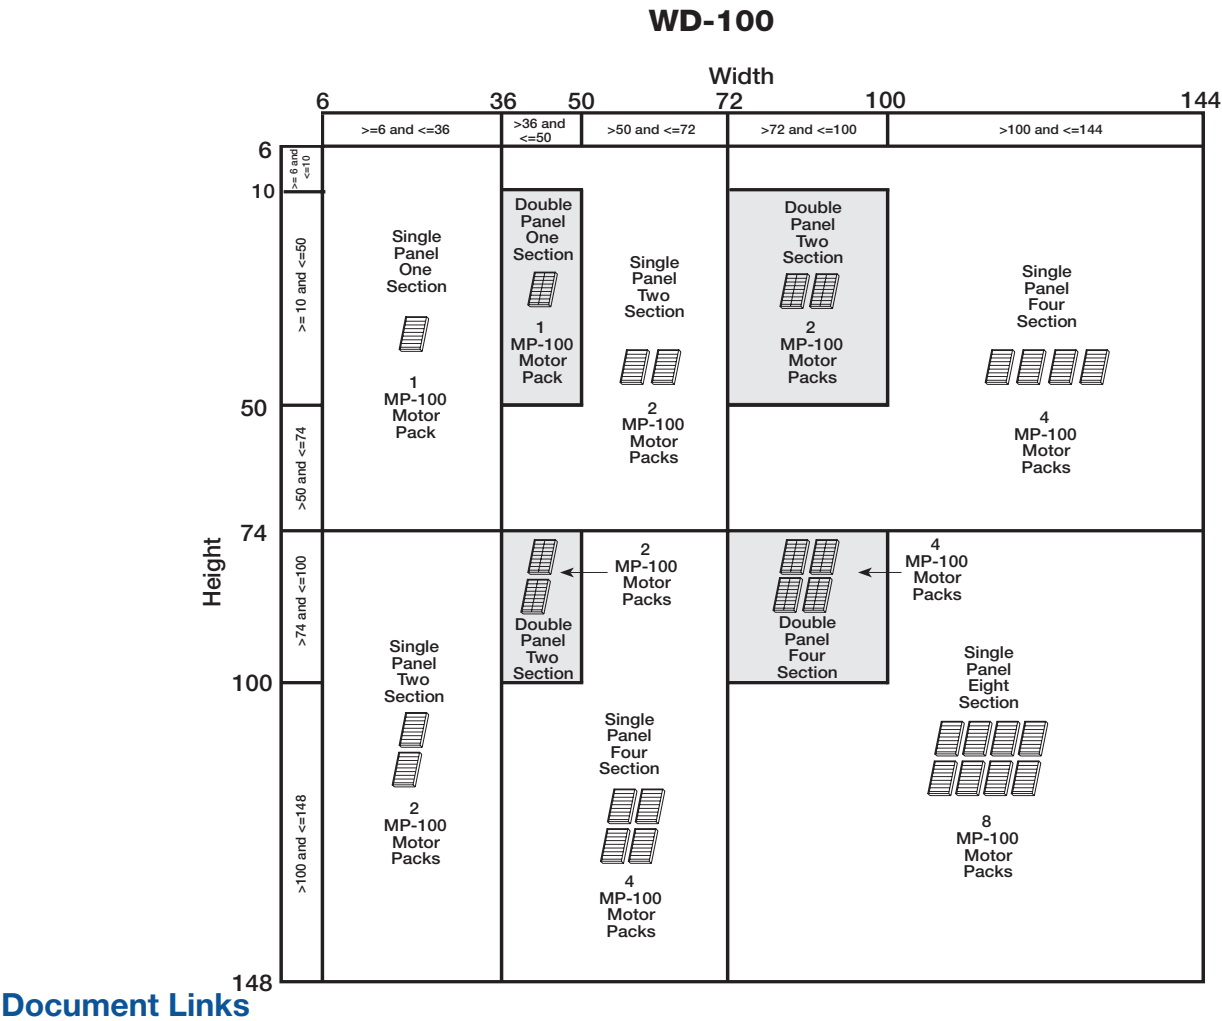 WD-100
Width
6 36 50 72 100 144
>=6 and <=36
>36 and
<=50
>50 and <=72
>72 and <=100
>100 and <=144
Height
6
>= 6 and
<=10
10
>= 10 and <=50
50
>50 and <=74
74
>74 and <=100
100
>100 and <=148
148
Single
Panel
One
Section
1
MP-100
Motor
Pack
Double
Panel
One
Section
1
MP-100
Motor
Pack
Single
Panel
Two
Section
2
MP-100
Motor
Packs
Double
Panel
Two
Section
2
MP-100
Motor
Packs
Single
Panel
Four
Section
4
MP-100
Motor
Packs
Single
Panel
Two
Section
2
MP-100
Motor
Packs
Double
Panel
Two
Section
2
MP-100
Motor
Packs
Single
Panel
Four
Section
4
MP-100
Motor
Packs
Double
Panel
Four
Section
4
MP-100
Motor
Packs
Single
Panel
Eight
Section
8
MP-100
Motor
Packs
Document Links